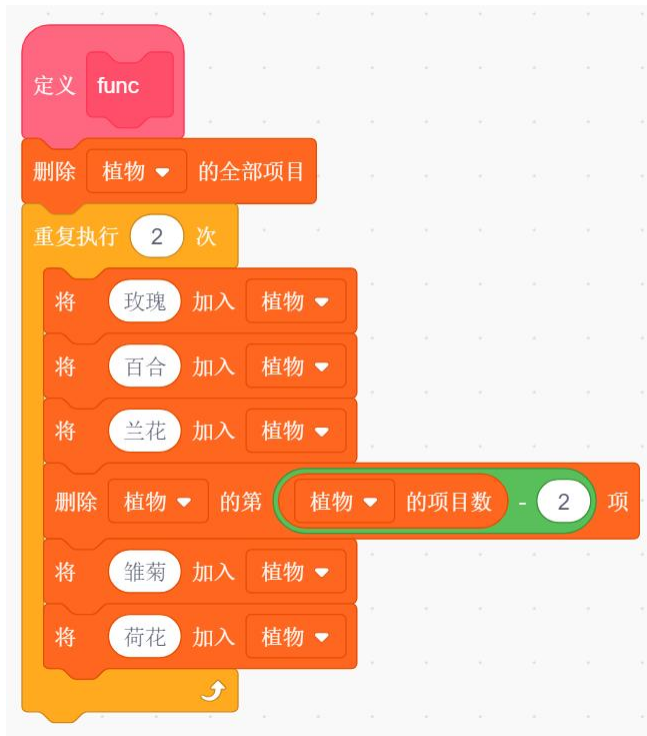 定义 func
删除 植物 的全部项目
重复执行 2 次
将 玫瑰 加入 植物
将 百合 加入 植物
将 兰花 加入 植物
删除 植物 的第 植物 的项目数 - 2 项
将 雏菊 加入 植物
将 荷花 加入 植物